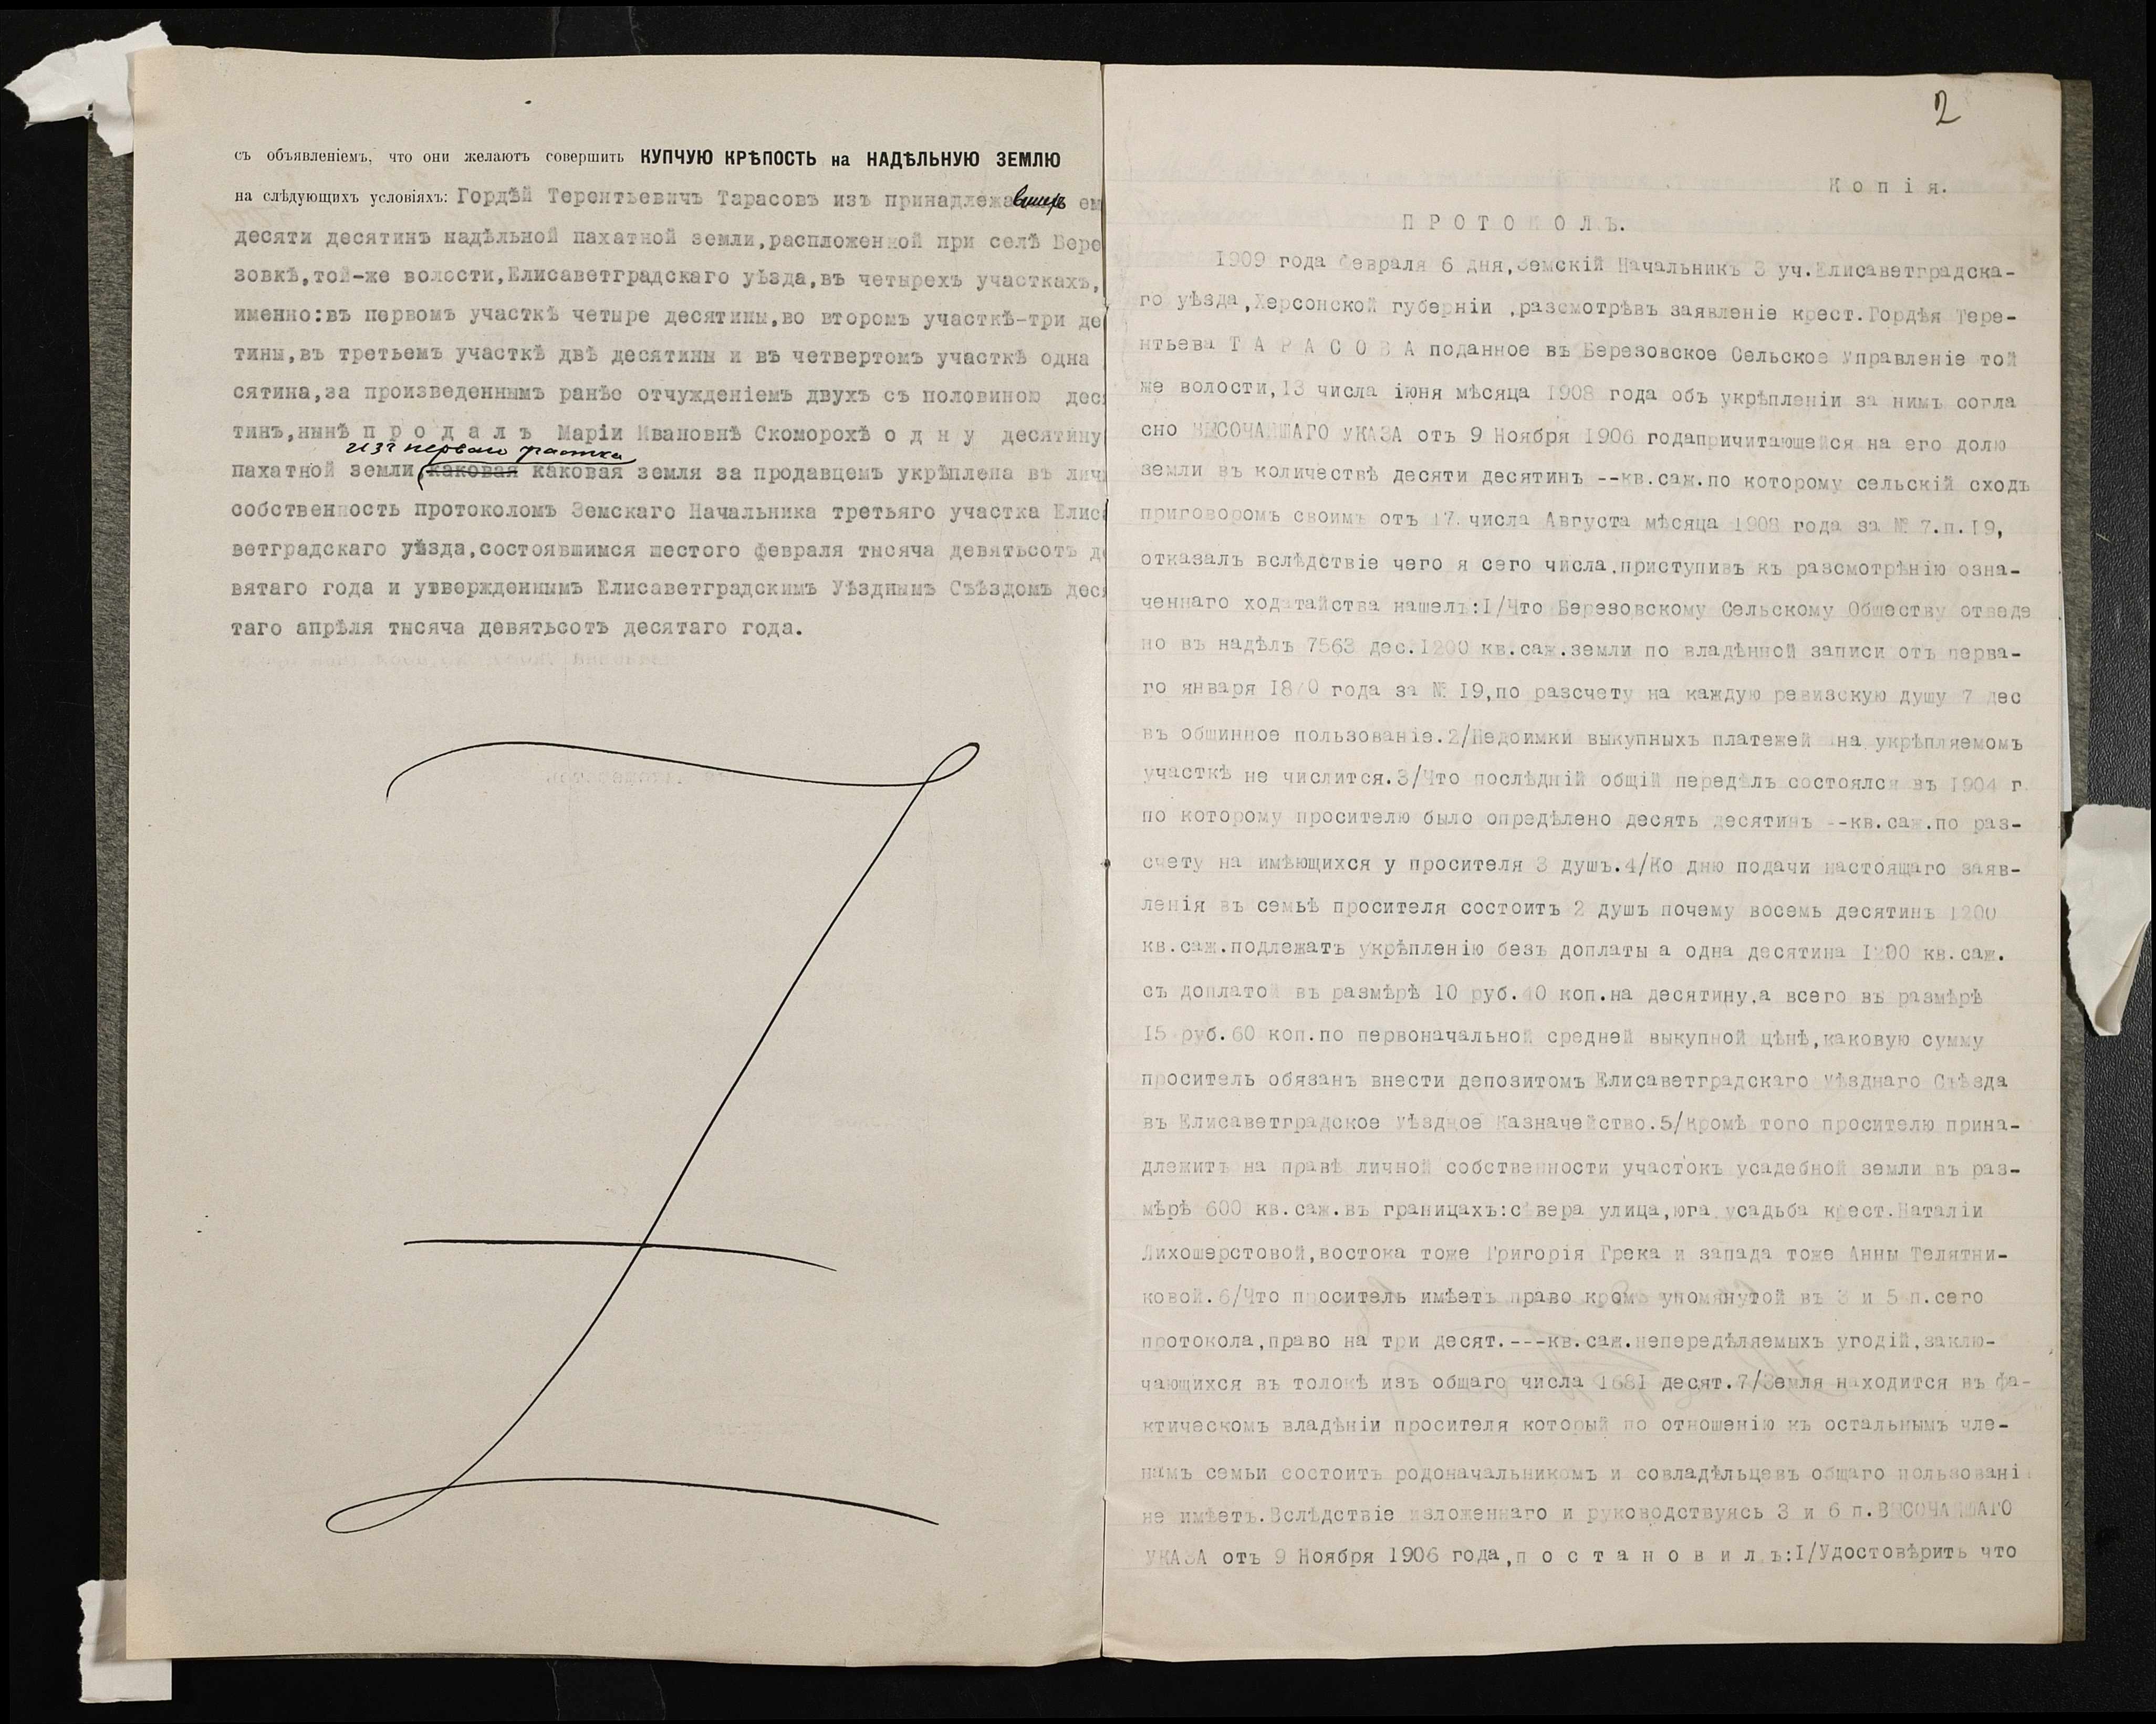 съ объявленіемъ, что они желаютъ совершить КУПЧУЮ КРѢПОСТЬ на НАДѢЛЬНУЮ ЗЕМЛЮ
на слѣдующихъ условіяхъ: Гордѣй Терентьевичъ Тарасовъ изъ принадлежавшихъ ем
десяти десятинъ надѣльной пахатной земли,распложенной при селѣ Бере
зовкѣ,той-же волости,Елисаветградскаго уѣзда,въ четырехъ участкахъ,
именно:въ первомъ участкѣ четыре десятины,во второмъ участкѣ-три де
тины,въ третьемъ участкѣ двѣ десятины и въ четвертомъ участкѣ одна
сятина,за произведеннымъ ранѣе отчужденіемъ двухъ съ половиною деся
тинъ,нынѣ п р о д а л ъ Маріи Ивановнѣ Скоморохѣ о д н у десятину
изъ перваго участка
пахатной земли,каковая каковая земля за продавцемъ укрѣплена въ личн
собственность протоколомъ Земскаго Начальника третьяго участка Елиса
ветградскаго уѣзда,состоявшимся шестого февраля тысяча девятьсотъ де
вятаго года и утвержденнымъ Елисаветградскимъ Уѣзднымъ Съѣздомъ деся
таго апрѣля тысяча девятьсотъ десятаго года.
2
К о п і я.
П Р О Т О К О Л Ъ.
1909 года Февраля 6 дня,Земскій Начальникъ 3 уч.Елисаветградска-
го уѣзда,Херсонской губерніи ,разсмотрѣвъ заявленіе крест.Гордѣя Тере-
нтьева Т А Р А С О В А поданное въ Березовское Сельское Управленіе той
же волости,13 числа іюня мѣсяца 1908 года объ укрѣпленіи за нимъ согла
сно ВЫСОЧАЙШАГО УКАЗА отъ 9 Ноября 1906 годапричитающейся на его долю
земли въ количествѣ десяти десятинъ --кв.саж.по которому сельскій сходъ
приговоромъ своимъ отъ 17 числа Августа мѣсяца 1908 года за № 7.п.19,
отказалъ вслѣдствіе чего я сего числа,приступивъ къ разсмотрѣнію озна-
ченнаго ходатайства нашелъ:I/Что Березовскому Сельскому Обществу отведе
но въ надѣлъ 7563 дес.1200 кв.саж.земли по владѣнной записи отъ перва-
го января 1870 года за № 19,по разсчету на каждую ревизскую душу 7 дес
въ общинное пользованіе.2/Недоимки выкупныхъ платежей на укрѣпляемомъ
участкѣ не числится.3/Что послѣдній общій передѣлъ состоялся въ 1904 г
по которому просителю было опредѣлено десять десятинъ --кв.саж.по раз-
счету на имѣющихся у просителя 3 душъ.4/Ко дню подачи настоящаго заяв-
ленія въ семьѣ просителя состоитъ 2 душъ почему восемь десятинъ 1200
кв.саж.подлежатъ укрѣпленію безъ доплаты а одна десятина 1200 кв.саж.
съ доплатой въ размѣрѣ 10 руб.40 коп.на десятину,а всего въ размѣрѣ
15 руб.60 коп.по первоначальной средней выкупной цѣнѣ,каковую сумму
проситель обязанъ внести депозитомъ Елисаветградскаго Уѣзднаго Съѣзда
въ Елисаветградское Уѣздное Казначейство.5/Кромѣ того просителю прина-
длежитъ на правѣ личной собственности участокъ усадебной земли въ раз-
мѣрѣ 600 кв.саж.въ границахъ:сѣвера улица,юга усадьба крест.Наталіи
Лихошерстовой,востока тоже Григорія Грека и запада тоже Анны Телятни-
ковой.6/Что проситель имѣетъ право кромѣ упомянутой въ 3 и 5 п.сего
протокола,право на три десят.---кв.саж.непередѣляемыхъ угодій,заклю-
чающихся въ толокѣ изъ общаго числа 1681 десят.7/Земля находится въ фа-
ктическомъ владѣніи просителя который по отношенію къ остальнымъ чле-
намъ семьи состоитъ родоначальникомъ и совладѣльцевъ общаго пользовані
не имѣетъ.Вслѣдствіе изложеннаго и руководствуясь 3 и 6 п.ВЫСОЧАЙШАГО
УКАЗА отъ 9 Ноября 1906 года,п о с т а н о в и л ъ:I/Удостовѣрить что